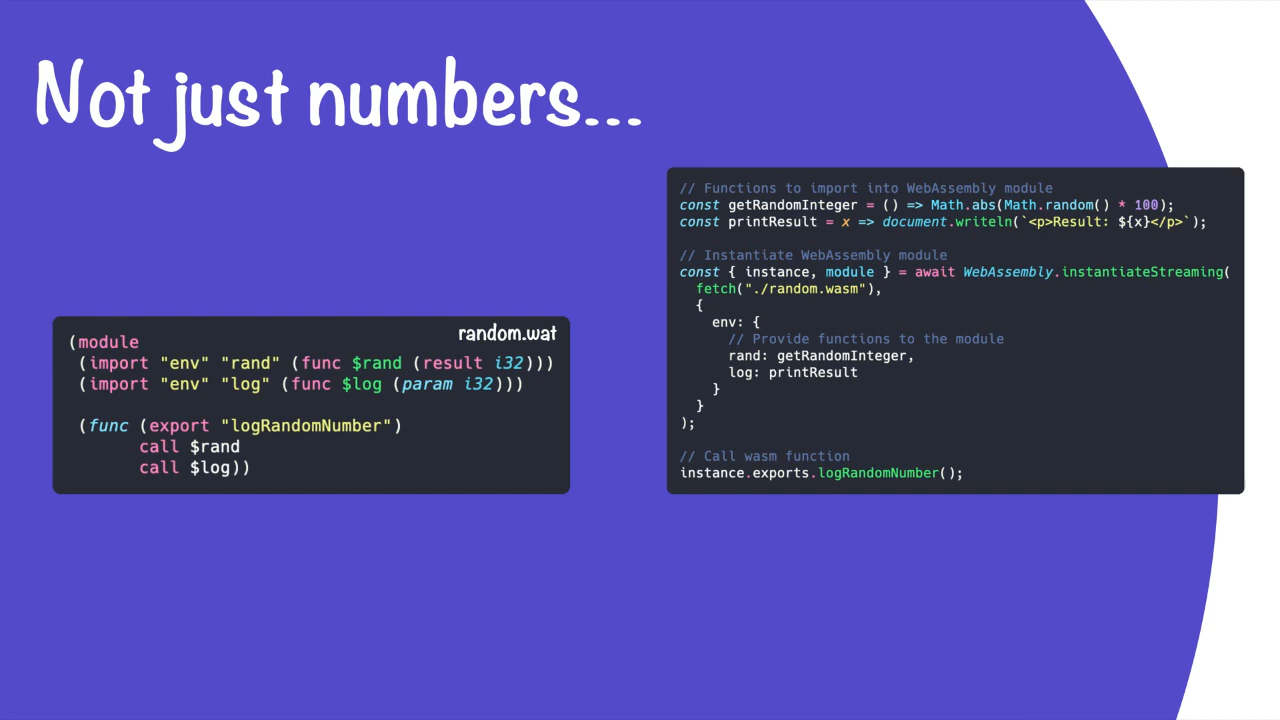 Not just numbers...
random.wat
(module
(import "env" "rand" (func $rand (result i32)))
(import "env" "log" (func $log (param i32)))
(func (export "logRandomNumber")
call $rand
call $log))
// Functions to import into WebAssembly module
const getRandomInteger = () => Math.abs(Math.random() * 100);
const printResult = x => document.writeln(`<p>Result: ${x}</p>`);
// Instantiate WebAssembly module
const { instance, module } = await WebAssembly.instantiateStreaming(
fetch("./random.wasm"),
{
env: {
// Provide functions to the module
rand: getRandomInteger,
log: printResult
}
}
);
// Call wasm function
instance.exports.logRandomNumber();